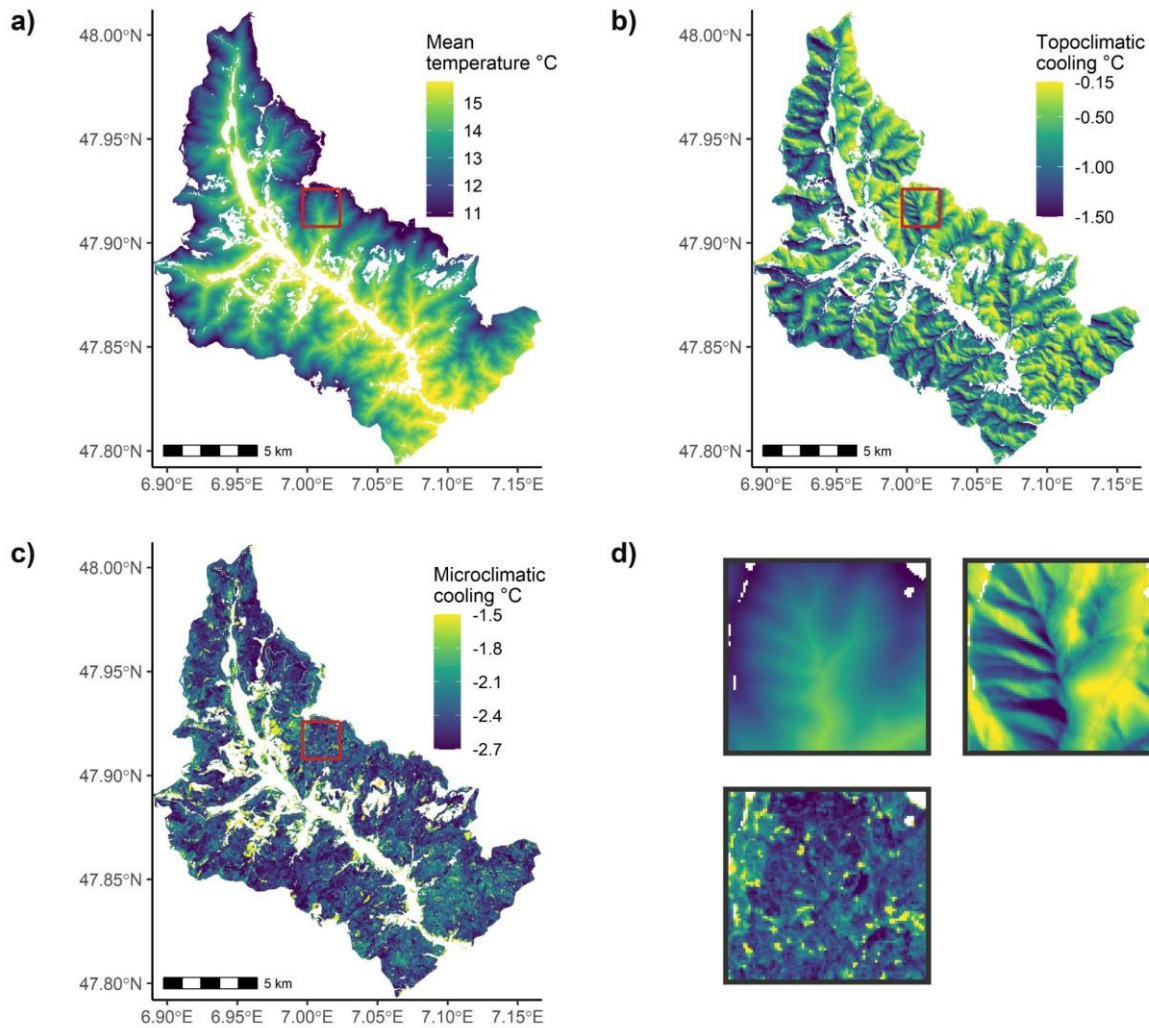 a)
48.00°N
47.95°N
47.90°N
47.85°N
47.80°N
6.90°E 6.95°E 7.00°E 7.05°E 7.10°E 7.15°E
Mean
temperature °C
15
14
13
12
11
5 km
b)
48.00°N
47.95°N
47.90°N
47.85°N
47.80°N
6.90°E 6.95°E 7.00°E 7.05°E 7.10°E 7.15°E
Topoclimatic
cooling °C
-0.15
-0.50
-1.00
-1.50
5 km
c)
48.00°N
47.95°N
47.90°N
47.85°N
47.80°N
6.90°E 6.95°E 7.00°E 7.05°E 7.10°E 7.15°E
Microclimatic
cooling °C
-1.5
-1.8
-2.1
-2.4
-2.7
5 km
d)